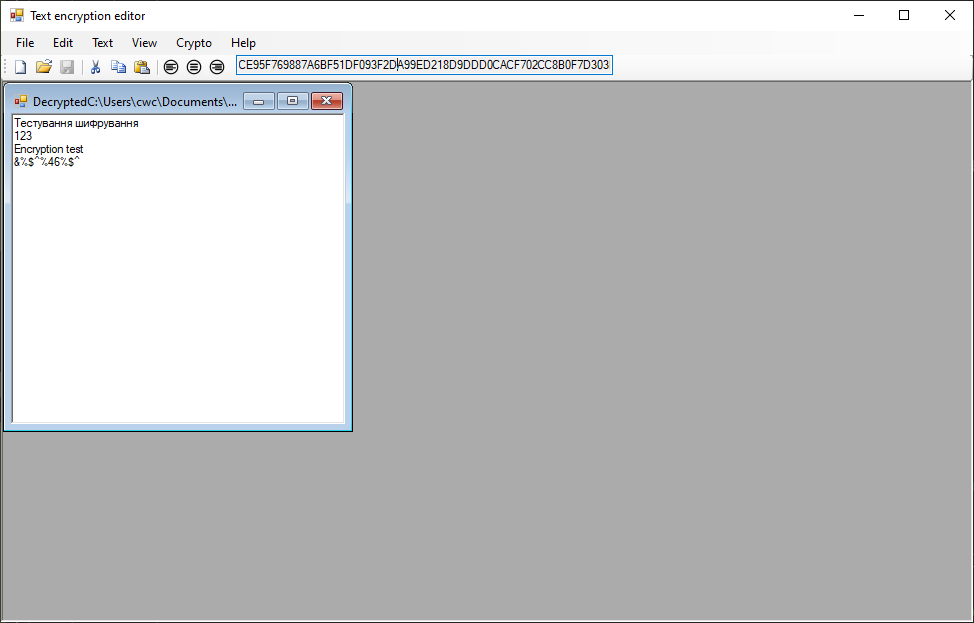 Text encryption editor
File Edit Text View Crypto Help
CE95F769887A6BF51DF093F2DA99ED218D9DDD0CACF702CC8B0F7D303
DecryptedC:\Users\cwc\Documents\...
Тестування шифрування
123
Encryption test
&%$^%46%$^